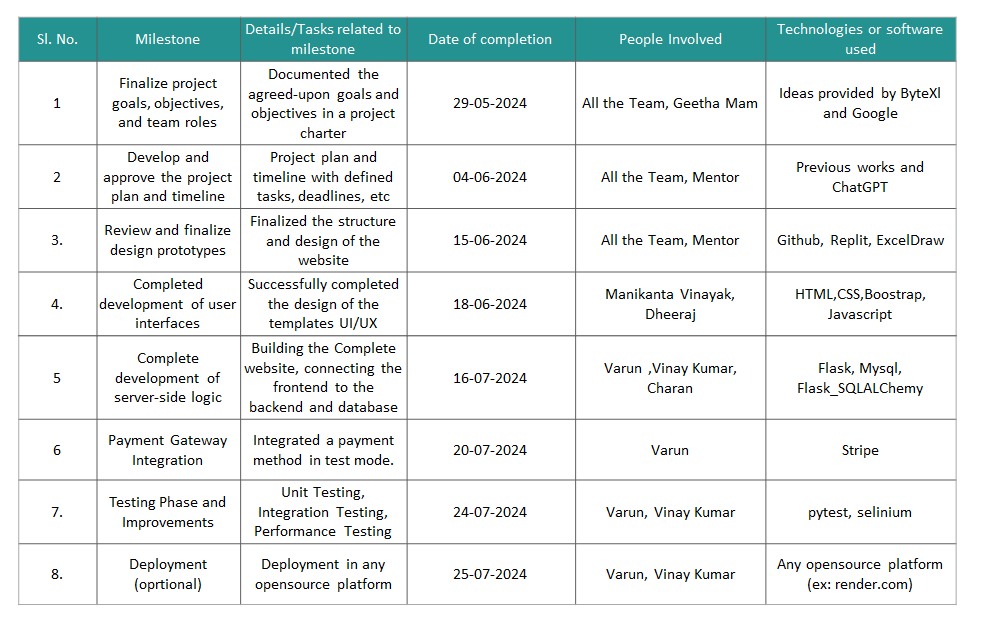 Sl. No.
Milestone
Details/Tasks related to
milestone
Date of completion
People Involved
Technologies or software
used
1
Finalize project
goals, objectives,
and team roles
Documented the
agreed-upon goals and
objectives in a project
charter
29-05-2024
All the Team, Geetha Mam
Ideas provided by ByteXl
and Google
2
Develop and
approve the project
plan and timeline
Project plan and
timeline with defined
tasks, deadlines, etc
04-06-2024
All the Team, Mentor
Previous works and
ChatGPT
3.
Review and finalize
design prototypes
Finalized the structure
and design of the
website
15-06-2024
All the Team, Mentor
Github, Replit, ExcelDraw
4.
Completed
development of user
interfaces
Successfully completed
the design of the
templates UI/UX
18-06-2024
Manikanta Vinayak,
Dheeraj
HTML,CSS,Boostrap,
Javascript
5
Complete
development of
server-side logic
Building the Complete
website, connecting the
frontend to the
backend and database
16-07-2024
Varun ,Vinay Kumar,
Charan
Flask, Mysql,
Flask_SQLALChemy
6
Payment Gateway
Integration
Integrated a payment
method in test mode.
20-07-2024
Varun
Stripe
7.
Testing Phase and
Improvements
Unit Testing,
Integration Testing,
Performance Testing
24-07-2024
Varun, Vinay Kumar
pytest, selinium
8.
Deployment
(oprtional)
Deployment in any
opensource platform
25-07-2024
Varun, Vinay Kumar
Any opensource platform
(ex: render.com)